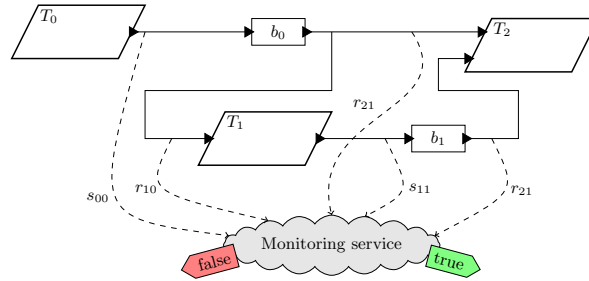 T₀
b₀
T₂
r₂₁
T₁
b₁
s₀₀
r₁₀
s₁₁
r₂₁
Monitoring service
false
true